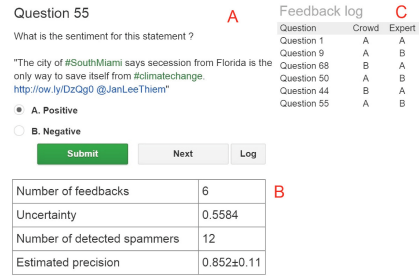 Question 55
A
What is the sentiment for this statement ?
"The city of #SouthMiami says secession from Florida is the
only way to save itself from #climatechange.
http://ow.ly/DzQg0 @JanLeeThiem"
A. Positive
B. Negative
Submit Next Log
Feedback log
C
Question Crowd Expert
Question 1 A A
Question 9 A B
Question 68 B A
Question 50 A B
Question 44 B A
Question 55 A B
Number of feedbacks 6
Uncertainty 0.5584
Number of detected spammers 12
Estimated precision 0.852±0.11
B